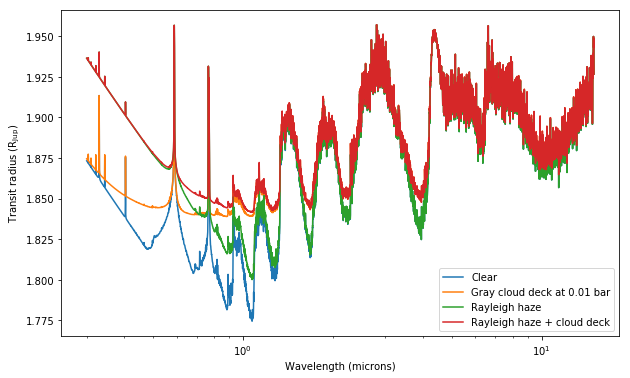 1.950
1.925
1.900
1.875
1.850
1.825
1.800
1.775
Transit radius (R_Jup)
Clear
Gray cloud deck at 0.01 bar
Rayleigh haze
Rayleigh haze + cloud deck
10⁰
10¹
Wavelength (microns)